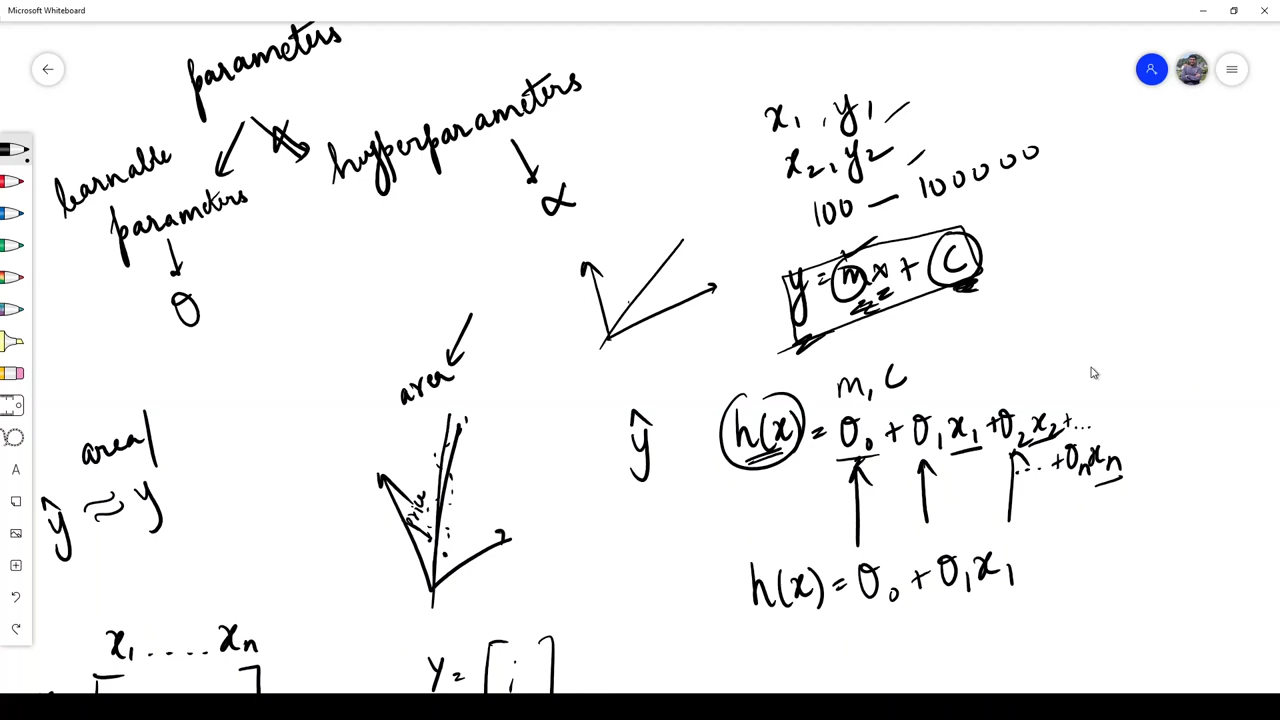 Microsoft Whiteboard
parameters
learnable
parameters
θ
hyperparameters
α
x₁, y₁
x₂, y₂
100 — 100000
y = mx + C
m, C
area
price
area
ŷ ≈ y
ŷ
h(x) = θ₀ + θ₁x₁ + θ₂x₂ + ...
... + θₙxₙ
h(x) = θ₀ + θ₁x₁
x₁ .... xₙ
A